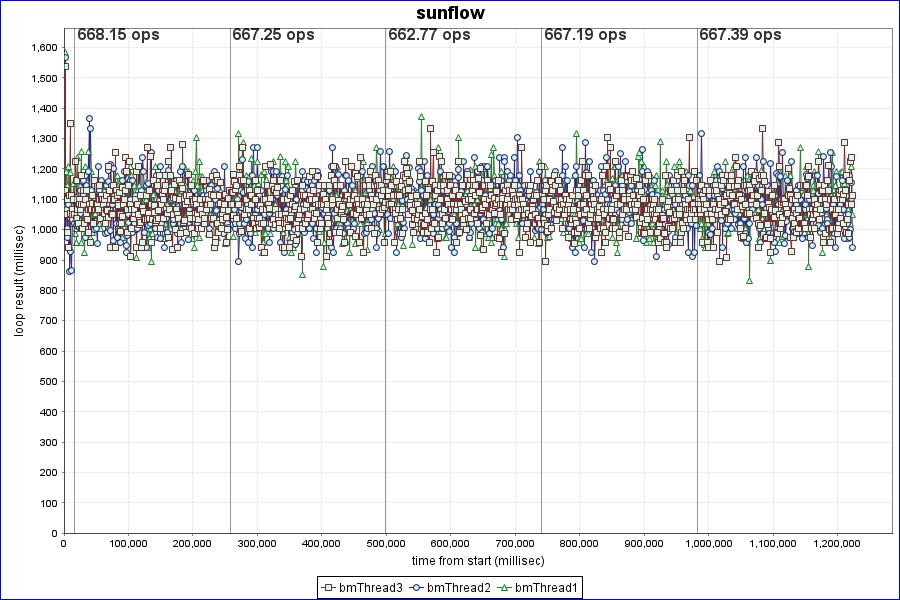 sunflow
668.15 ops 667.25 ops 662.77 ops 667.19 ops 667.39 ops
1,600
1,500
1,400
1,300
1,200
1,100
1,000
900
800
700
600
500
400
300
200
100
0
loop result (millisec)
0 100,000 200,000 300,000 400,000 500,000 600,000 700,000 800,000 900,000 1,000,000 1,100,000 1,200,000
time from start (millisec)
bmThread3 bmThread2 bmThread1